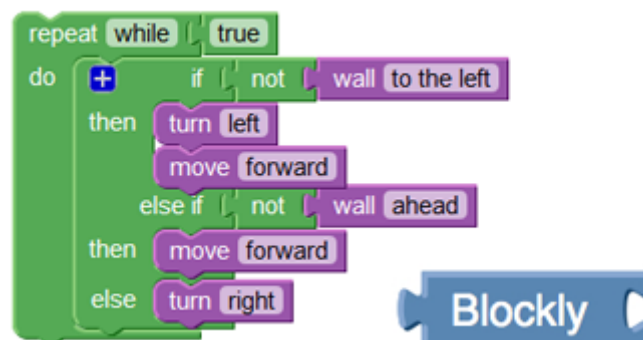 repeat while true
do if not wall to the left
then turn left
move forward
else if not wall ahead
then move forward
else turn right
Blockly